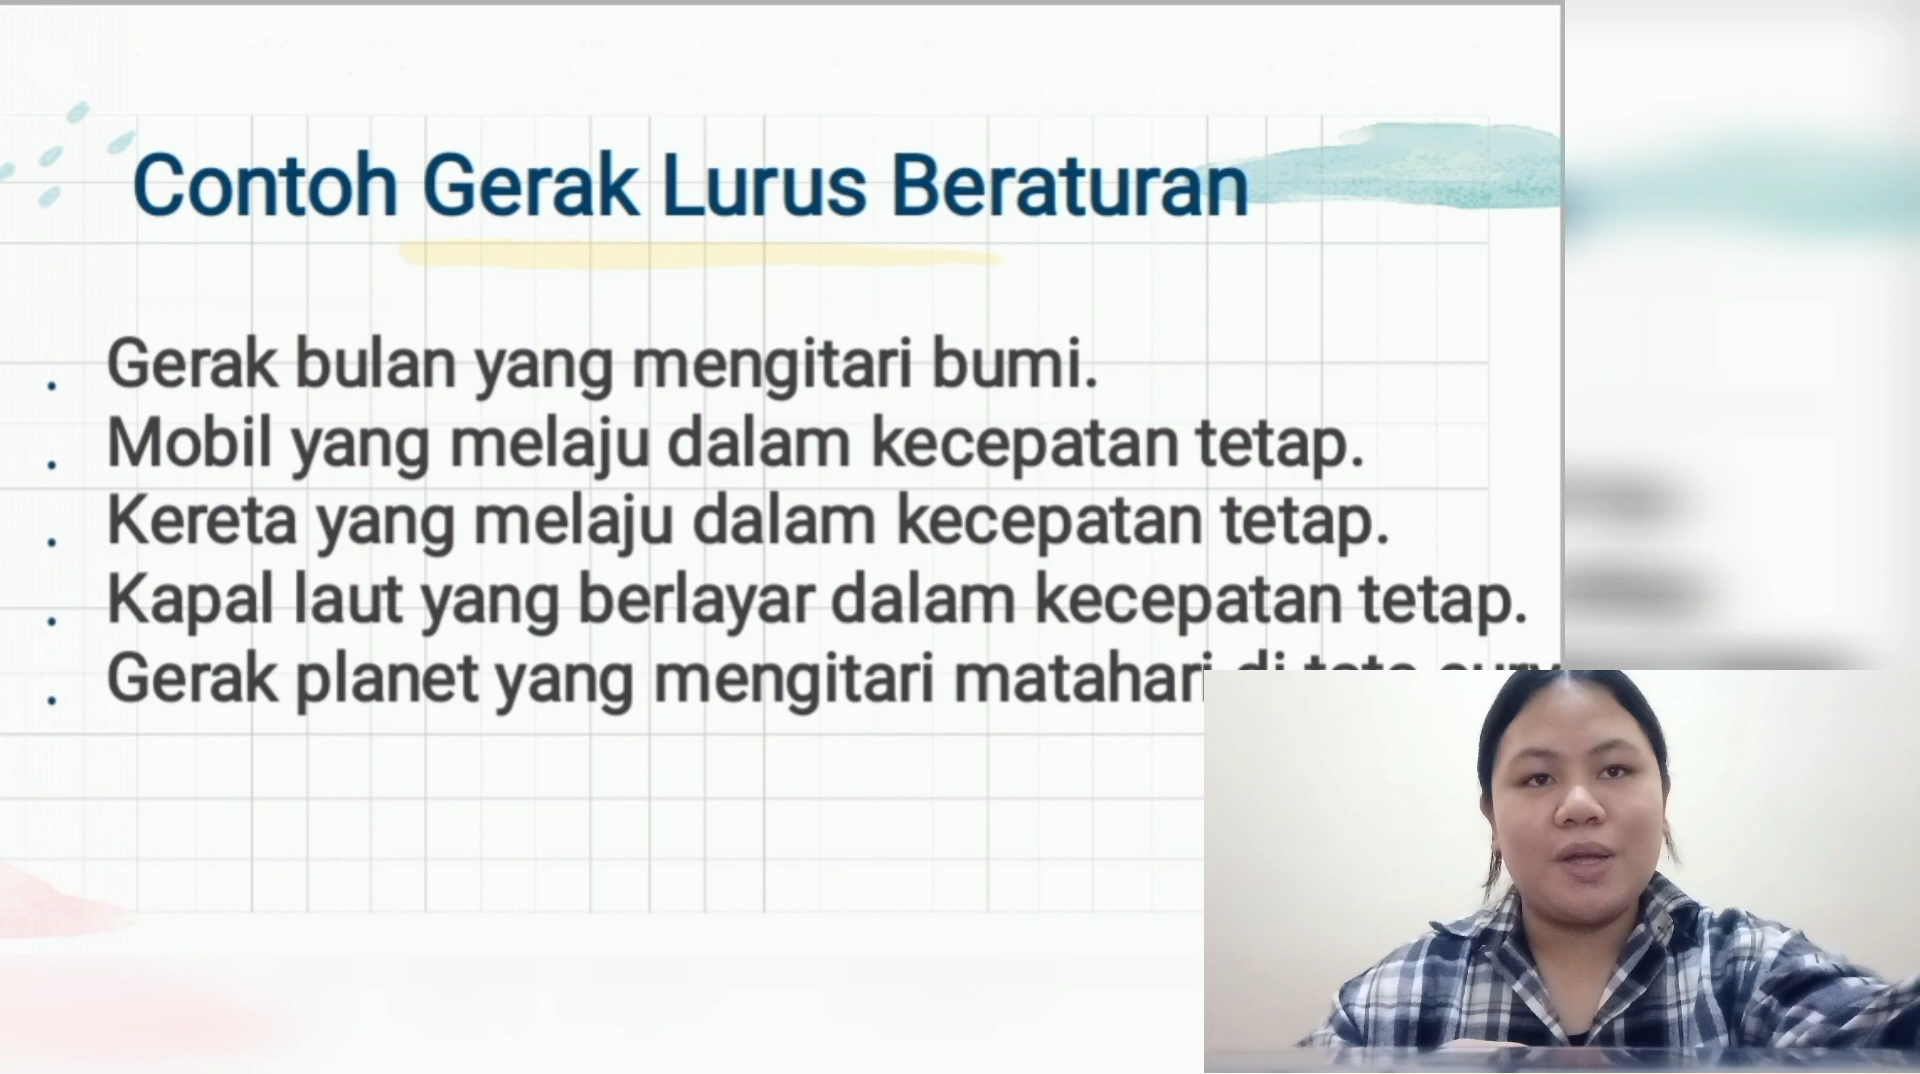 Contoh Gerak Lurus Beraturan
. Gerak bulan yang mengitari bumi.
. Mobil yang melaju dalam kecepatan tetap.
. Kereta yang melaju dalam kecepatan tetap.
. Kapal laut yang berlayar dalam kecepatan tetap.
. Gerak planet yang mengitari matahari